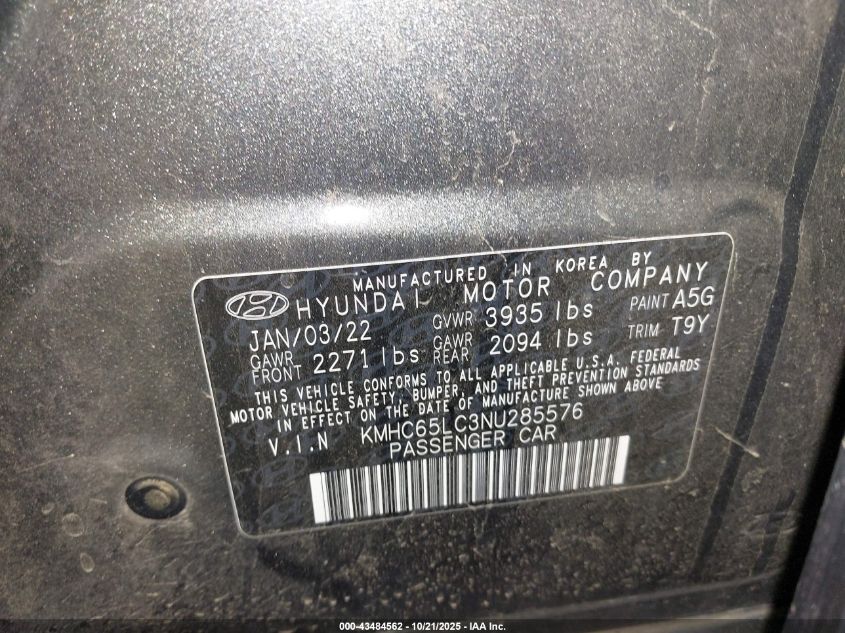 MANUFACTURED IN KOREA BY
HYUNDAI MOTOR COMPANY
JAN/03/22 GVWR 3935 lbs PAINT A5G
GAWR FRONT 2271 lbs GAWR REAR 2094 lbs TRIM T9Y
THIS VEHICLE CONFORMS TO ALL APPLICABLE U.S.A. FEDERAL
MOTOR VEHICLE SAFETY, BUMPER, AND THEFT PREVENTION STANDARDS
IN EFFECT ON THE DATE OF MANUFACTURE SHOWN ABOVE
V.I.N KMHC65LC3NU285576
PASSENGER CAR
000-43484562 - 10/21/2025 - IAA Inc.